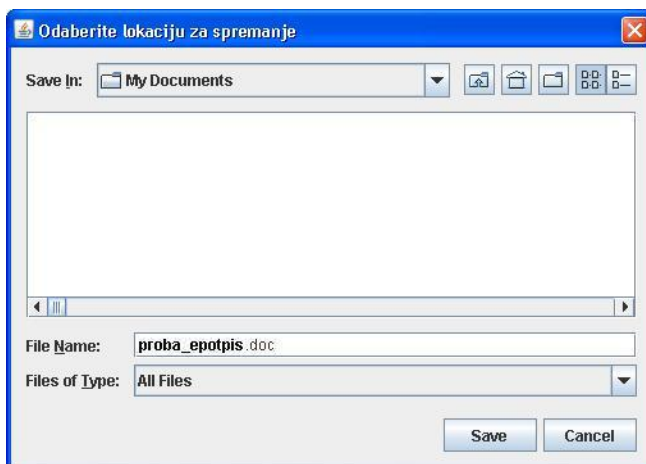 Odaberite lokaciju za spremanje
Save In: My Documents
File Name: proba_epotpis.doc
Files of Type: All Files
Save Cancel